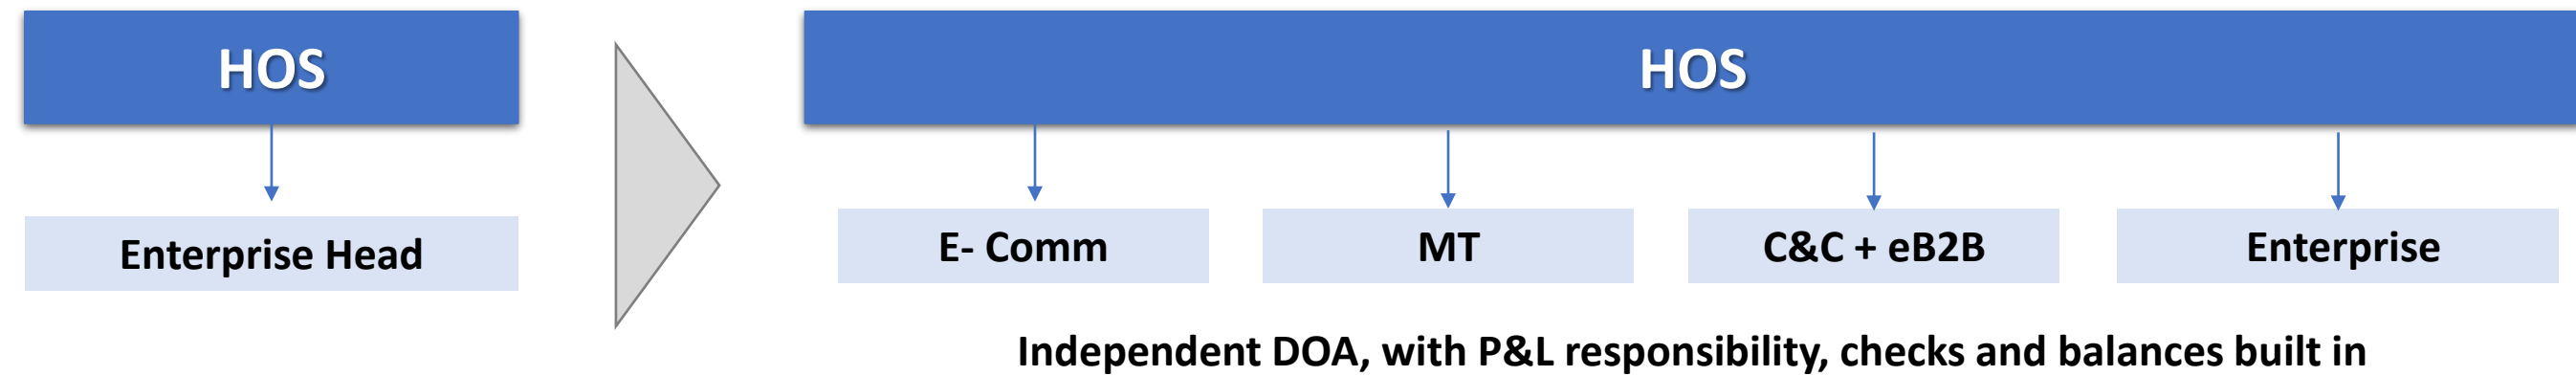 HOS
Enterprise Head
HOS
E- Comm
MT
C&C + eB2B
Enterprise
Independent DOA, with P&L responsibility, checks and balances built in